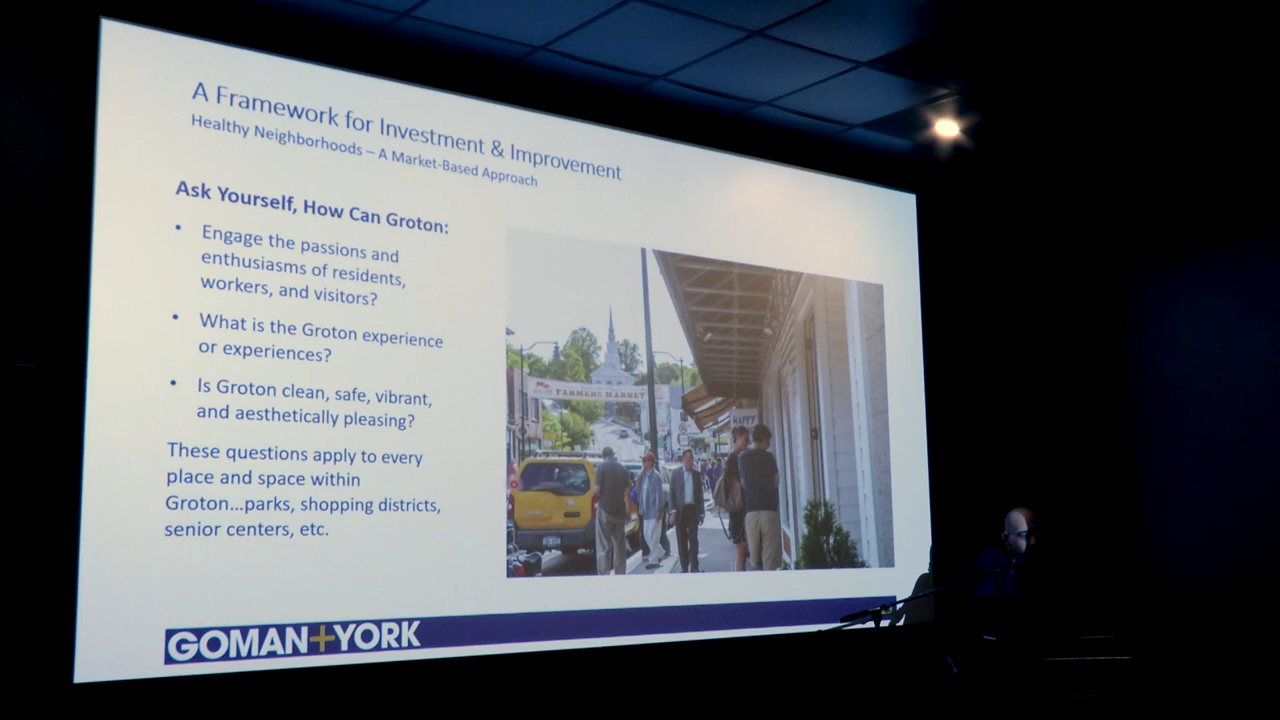 A Framework for Investment & Improvement
Healthy Neighborhoods – A Market-Based Approach
Ask Yourself, How Can Groton:
• Engage the passions and
enthusiasms of residents,
workers, and visitors?
• What is the Groton experience
or experiences?
• Is Groton clean, safe, vibrant,
and aesthetically pleasing?
These questions apply to every
place and space within
Groton...parks, shopping districts,
senior centers, etc.
FARMERS MARKET
HAPPY
GOMAN+YORK